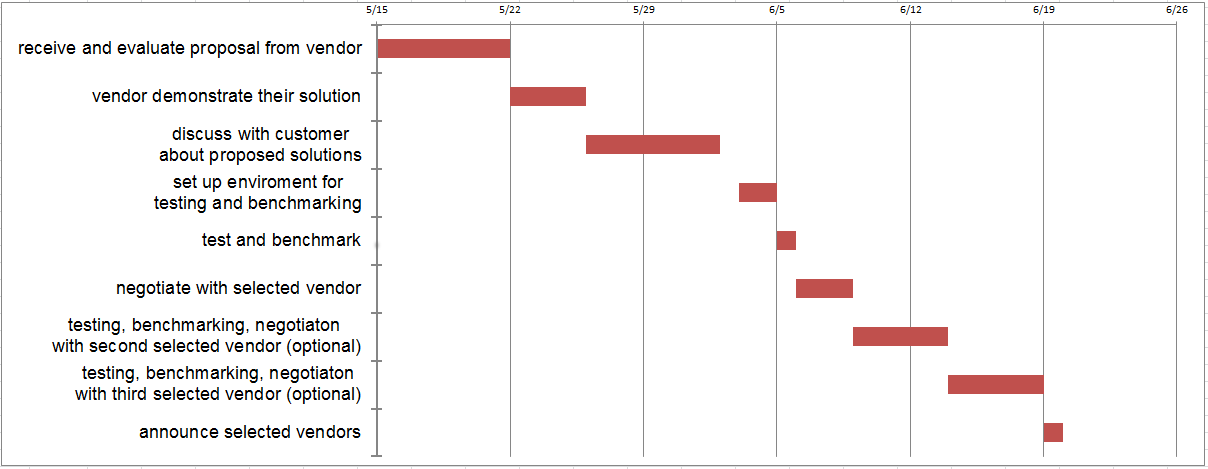 5/15 5/22 5/29 6/5 6/12 6/19 6/26
receive and evaluate proposal from vendor
vendor demonstrate their solution
discuss with customer
about proposed solutions
set up enviroment for
testing and benchmarking
test and benchmark
negotiate with selected vendor
testing, benchmarking, negotiaton
with second selected vendor (optional)
testing, benchmarking, negotiaton
with third selected vendor (optional)
announce selected vendors